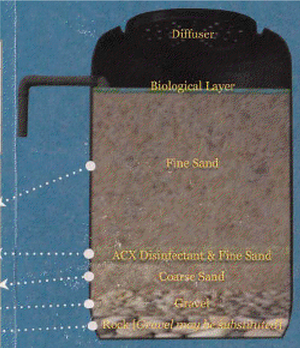 Diffuser
Biological Layer
Fine Sand
ACX Disinfectant & Fine Sand
Coarse Sand
Gravel
Rock [Gravel may be substituted]